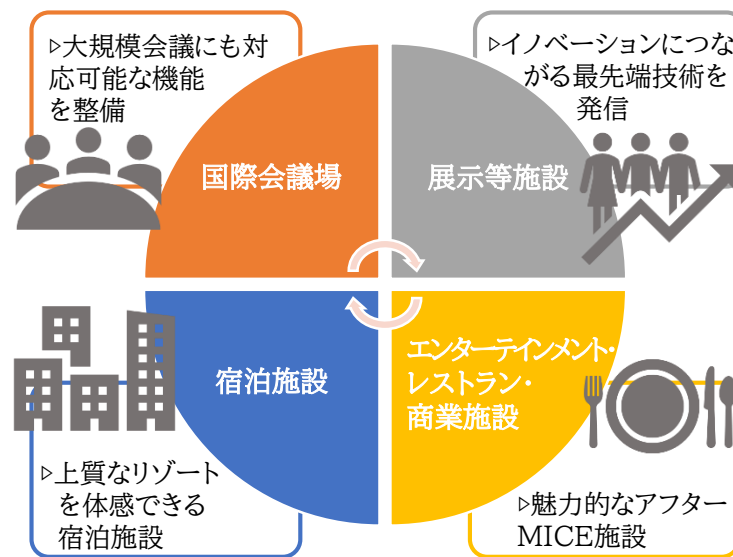 ▷大規模会議にも対
応可能な機能
を整備
▷イノベーションにつな
がる最先端技術を
発信
国際会議場
展示等施設
宿泊施設
エンターテインメント・
レストラン・
商業施設
▷上質なリゾート
を体感できる
宿泊施設
▷魅力的なアフター
MICE施設